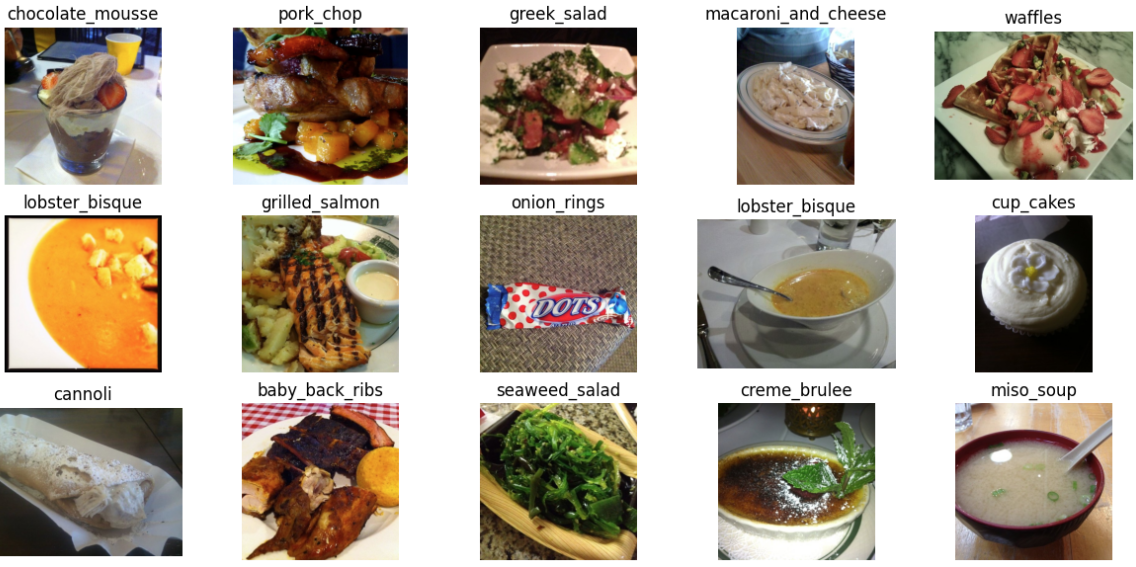 chocolate_mousse
pork_chop
greek_salad
macaroni_and_cheese
waffles
lobster_bisque
grilled_salmon
onion_rings
lobster_bisque
cup_cakes
DOTS
cannoli
baby_back_ribs
seaweed_salad
creme_brulee
miso_soup